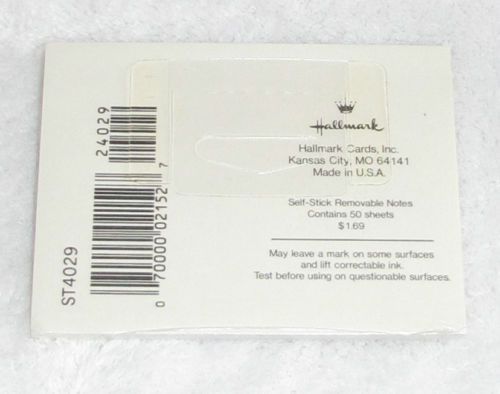 Hallmark
Hallmark Cards, Inc.
Kansas City, MO 64141
Made in U.S.A.
Self-Stick Removable Notes
Contains 50 sheets
$1.69
May leave a mark on some surfaces
and lift correctable ink.
Test before using on questionable surfaces.
24029
0 70000 02152 7
ST4029